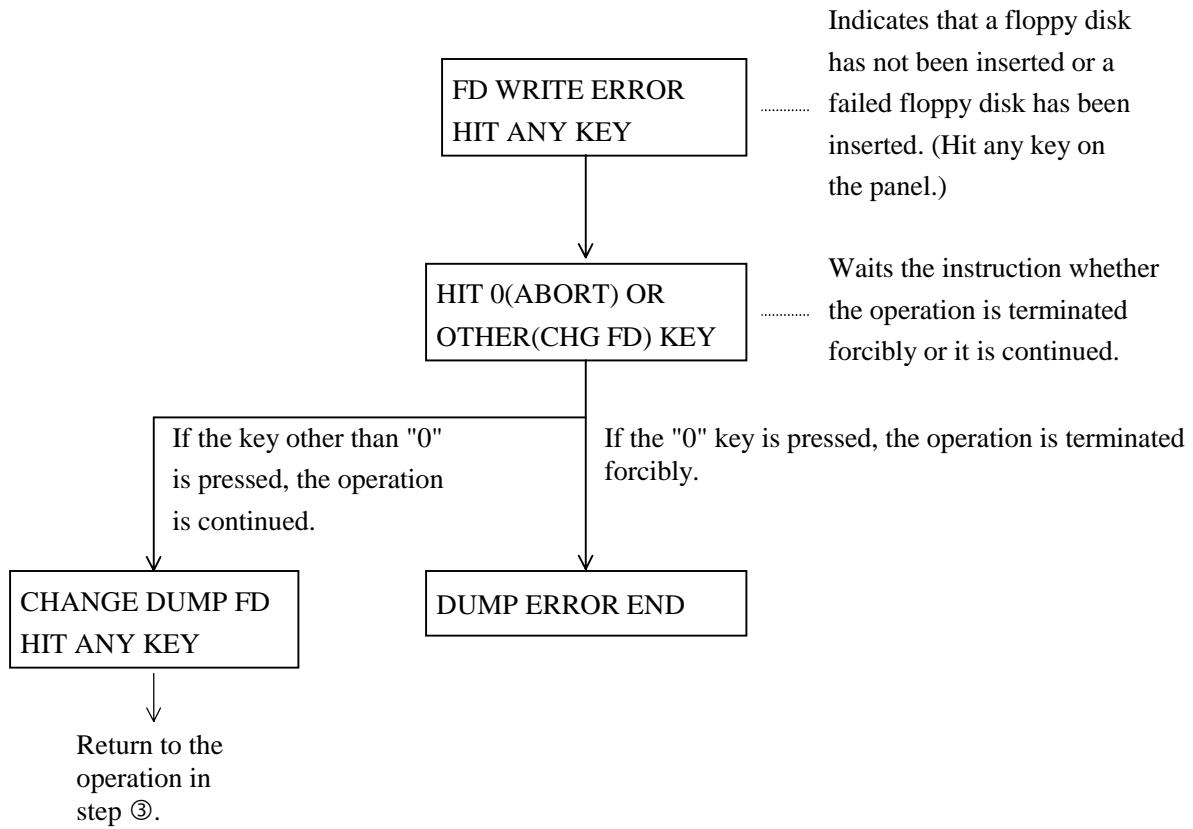 Indicates that a floppy disk
has not been inserted or a
failed floppy disk has been
inserted. (Hit any key on
the panel.)
FD WRITE ERROR
HIT ANY KEY
HIT 0(ABORT) OR
OTHER(CHG FD) KEY
Waits the instruction whether
the operation is terminated
forcibly or it is continued.
If the key other than "0"
is pressed, the operation
is continued.
If the "0" key is pressed, the operation is terminated
forcibly.
CHANGE DUMP FD
HIT ANY KEY
DUMP ERROR END
Return to the
operation in
step ③.